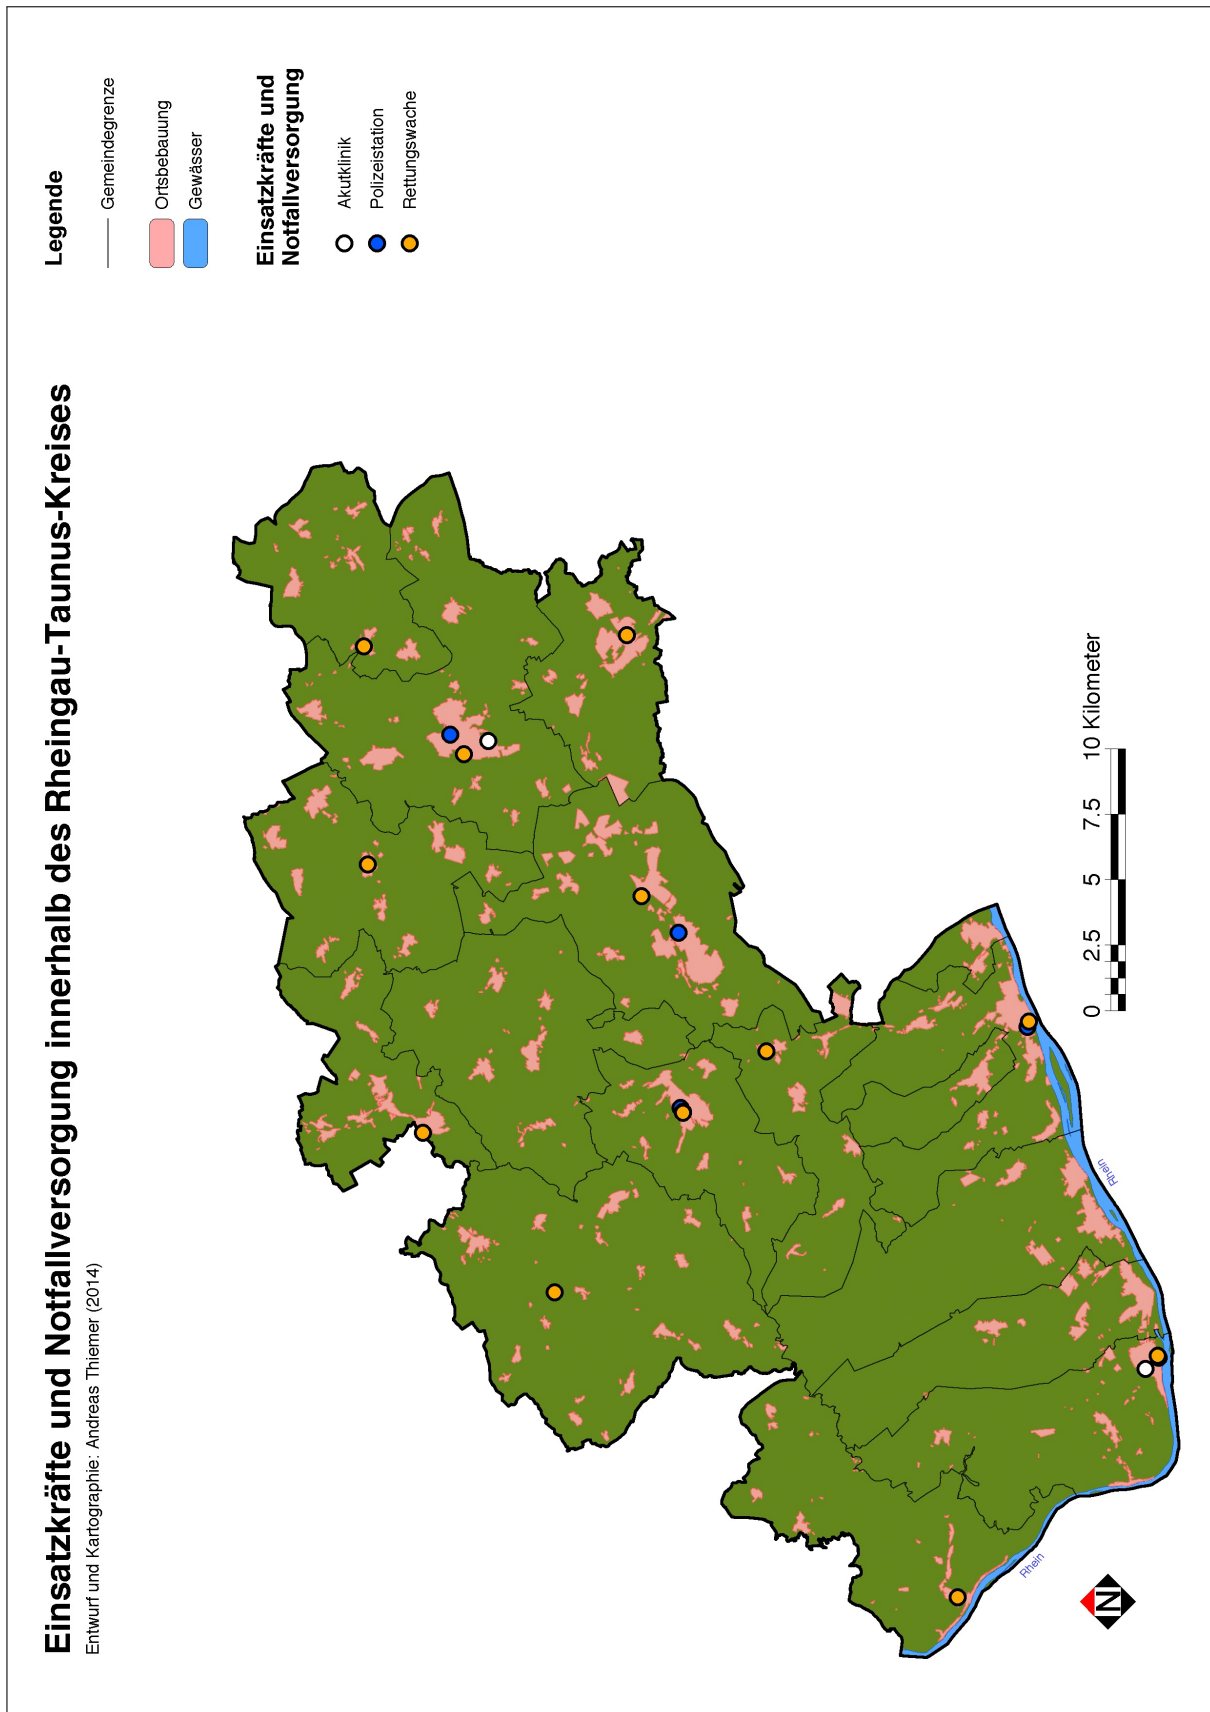 Einsatzkräfte und Notfallversorgung innerhalb des Rheingau-Taunus-Kreises
Entwurf und Kartographie: Andreas Thiemer (2014)
Legende
Gemeindegrenze
Ortsbebauung
Gewässer
Einsatzkräfte und
Notfallversorgung
Akutklinik
Polizeistation
Rettungswache
Rhein
Rhein
N
0 2.5 5 7.5 10 Kilometer